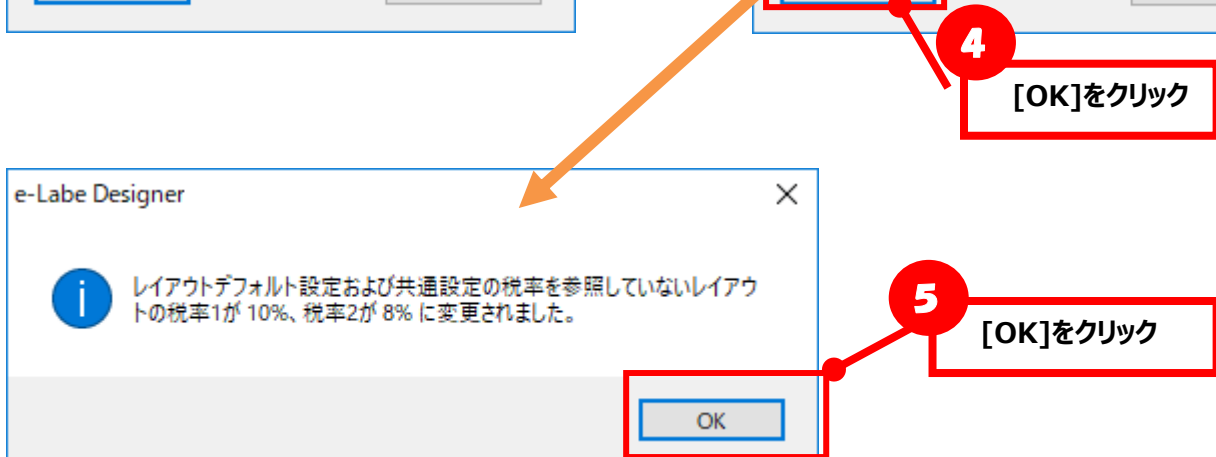 4
[OK]をクリック
e-Labe Designer
レイアウトデフォルト設定および共通設定の税率を参照していないレイアウ
トの税率1が 10%、税率2が 8% に変更されました。
5
[OK]をクリック
OK